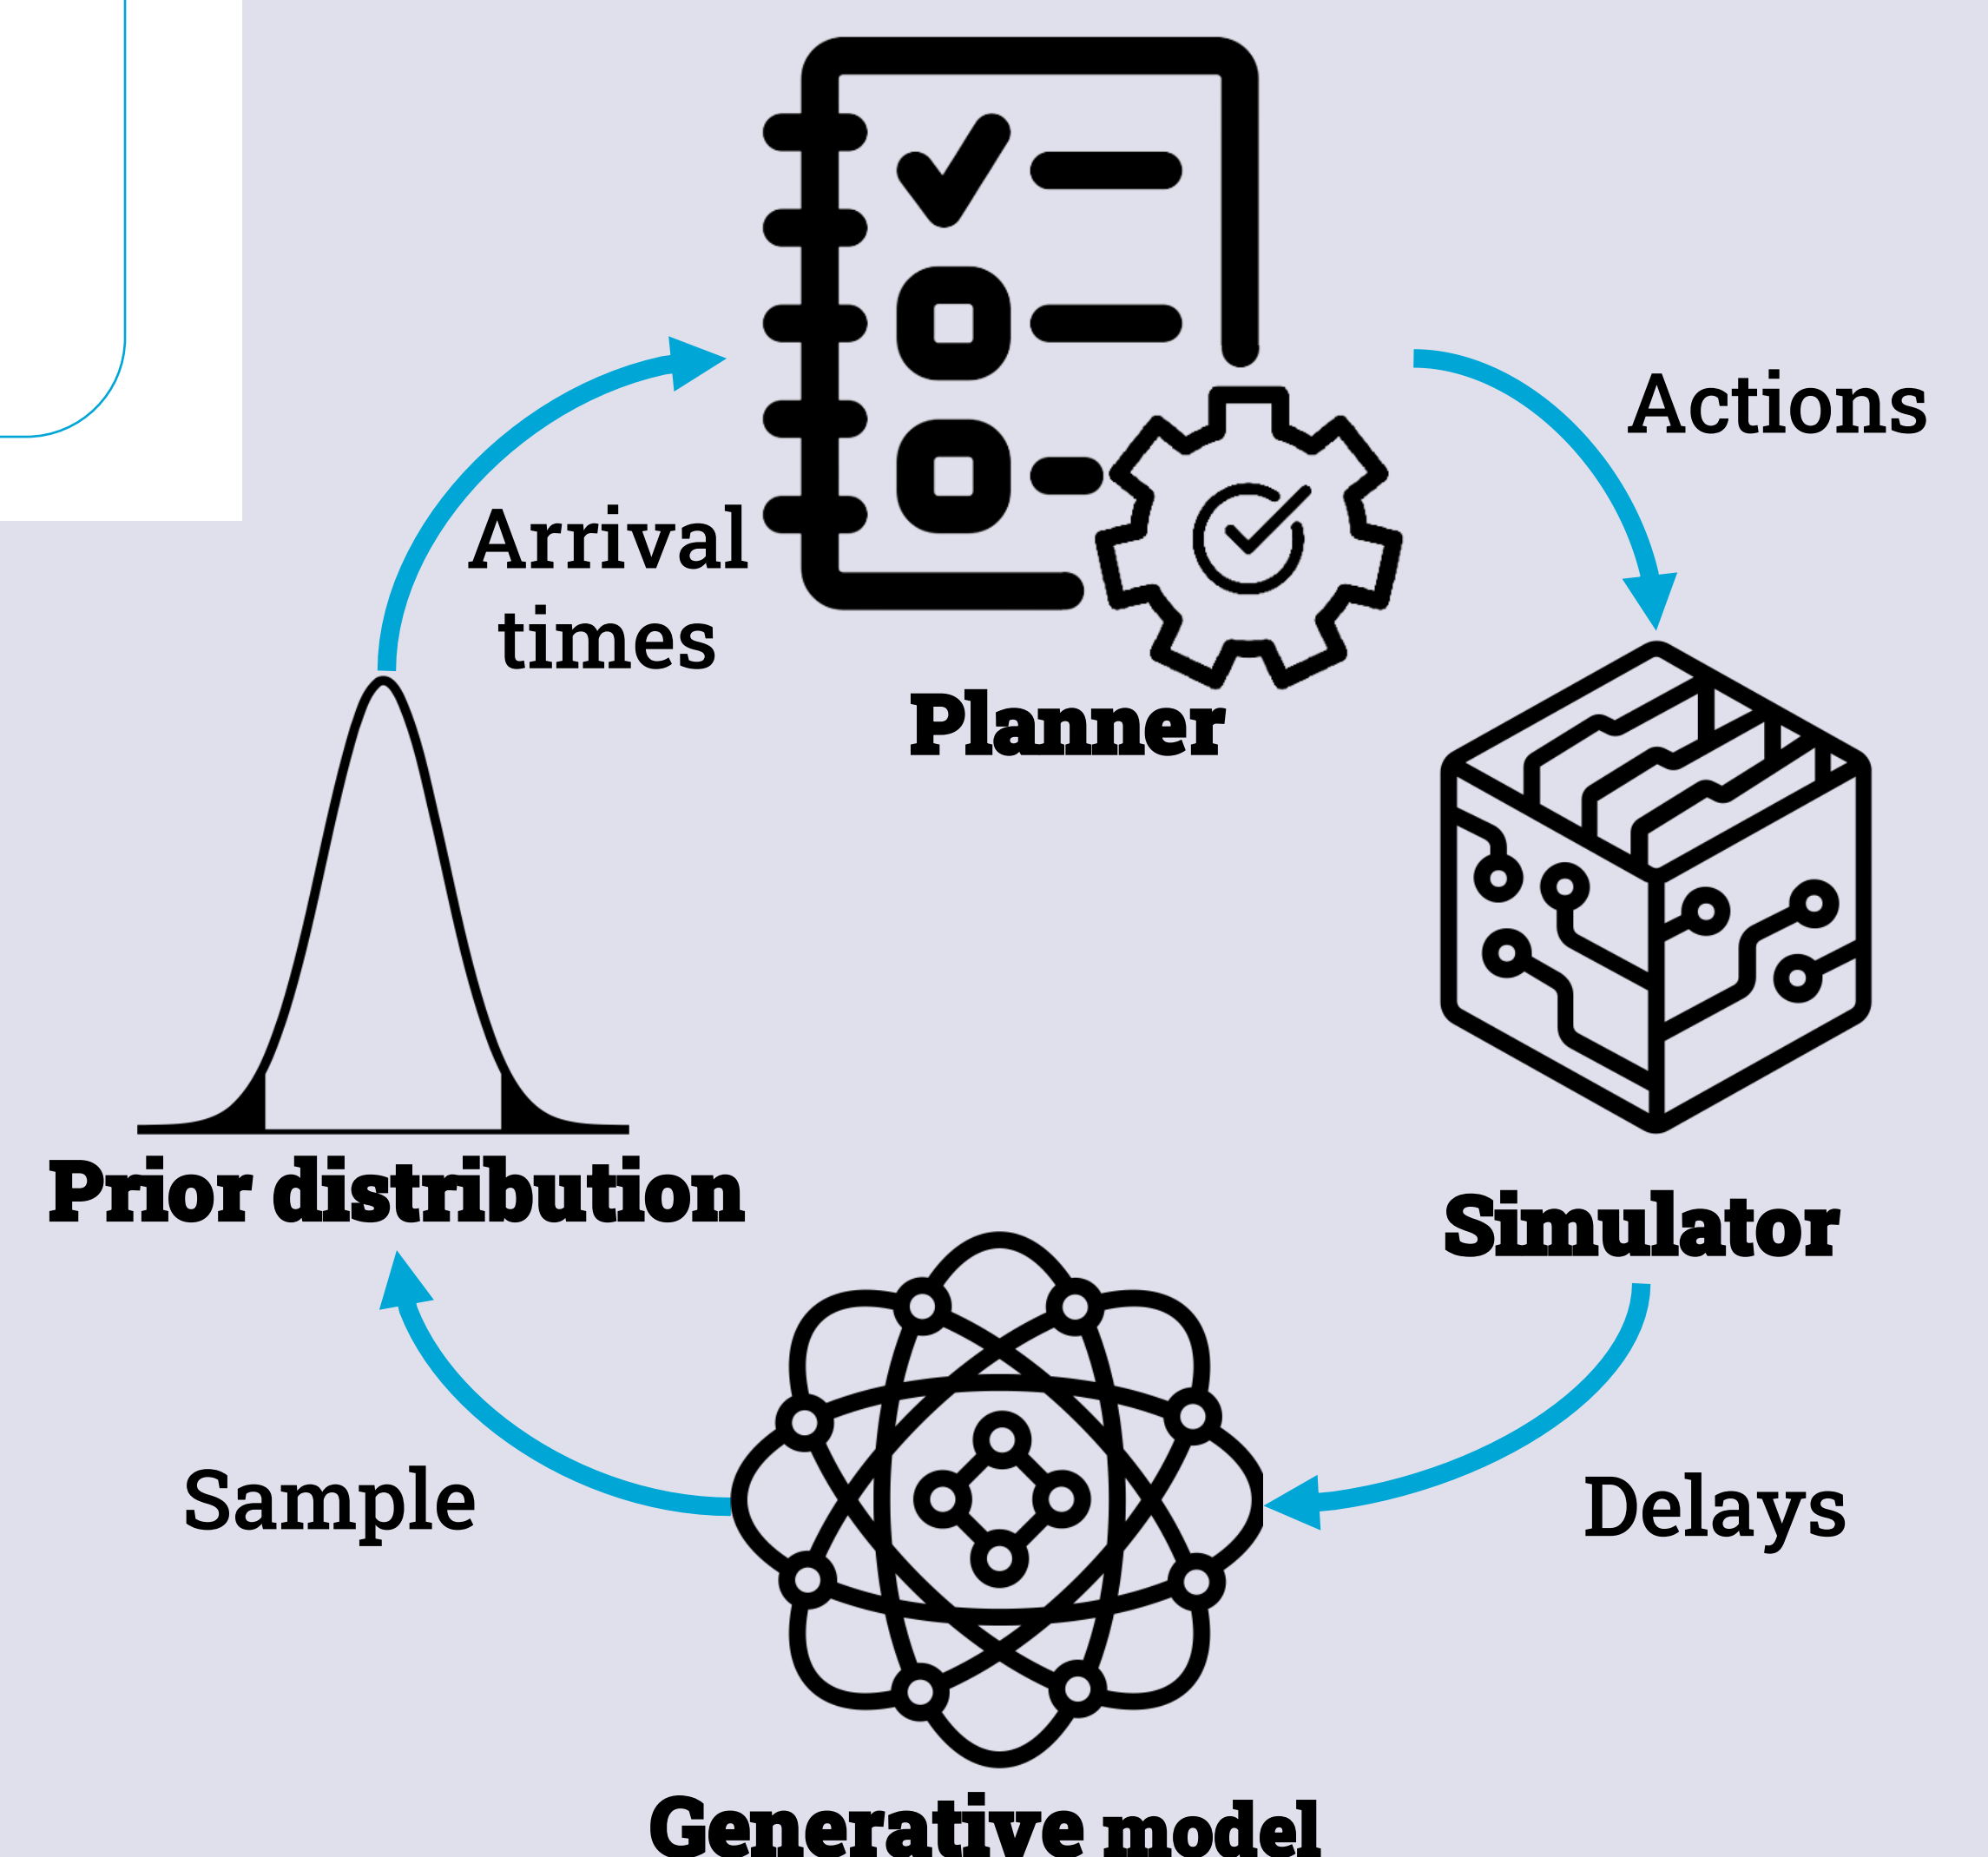 Actions
Arrival
times
Planner
Prior distribution
Simulator
Sample
Delays
Generative model